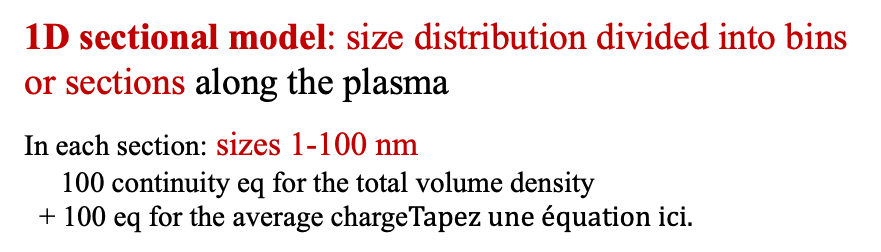 1D sectional model: size distribution divided into bins
or sections along the plasma
In each section: sizes 1-100 nm
100 continuity eq for the total volume density
+ 100 eq for the average chargeTapez une équation ici.